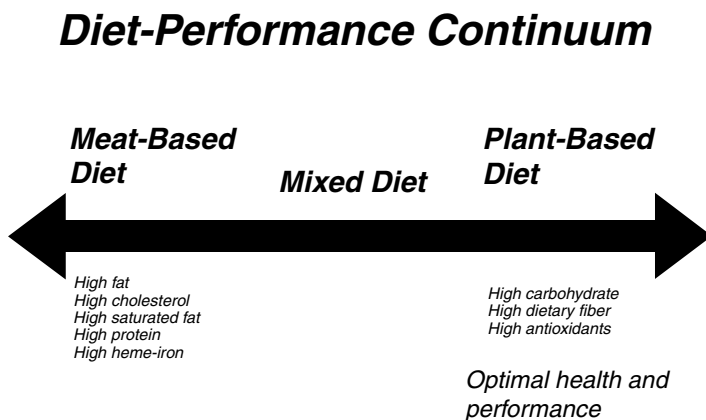 Diet-Performance Continuum
Meat-Based
Diet
Mixed Diet
Plant-Based
Diet
High fat
High cholesterol
High saturated fat
High protein
High heme-iron
High carbohydrate
High dietary fiber
High antioxidants
Optimal health and
performance